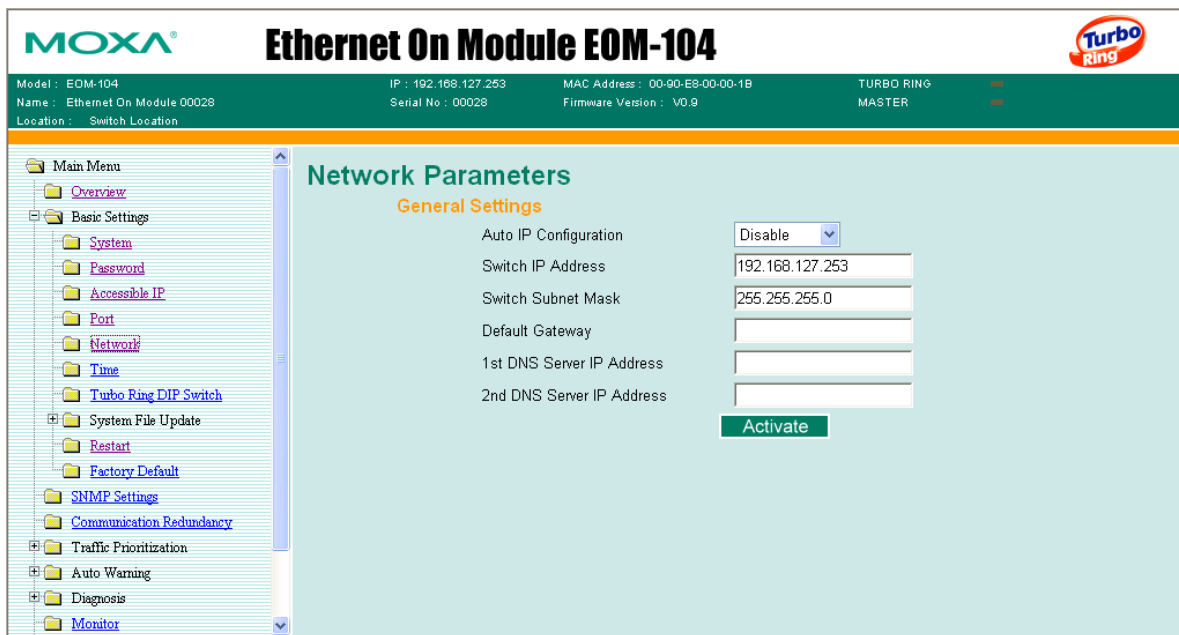 MOXA®
Ethernet On Module EOM-104
Turbo Ring
Model : EOM-104
IP : 192.168.127.253
MAC Address : 00-90-E8-00-00-1B
TURBO RING
Name : Ethernet On Module 00028
Serial No : 00028
Firmware Version : V0.9
MASTER
Location : Switch Location
Main Menu
Overview
Basic Settings
System
Password
Accessible IP
Port
Network
Time
Turbo Ring DIP Switch
System File Update
Restart
Factory Default
SNMP Settings
Communication Redundancy
Traffic Prioritization
Auto Warning
Diagnosis
Monitor
Network Parameters
General Settings
Auto IP Configuration Disable
Switch IP Address 192.168.127.253
Switch Subnet Mask 255.255.255.0
Default Gateway
1st DNS Server IP Address
2nd DNS Server IP Address
Activate